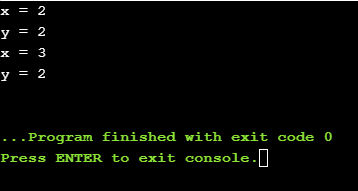 x = 2
y = 2
x = 3
y = 2
...Program finished with exit code 0
Press ENTER to exit console.